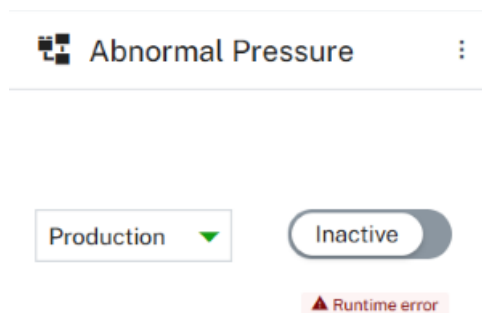 Abnormal Pressure
Production
Inactive
Runtime error